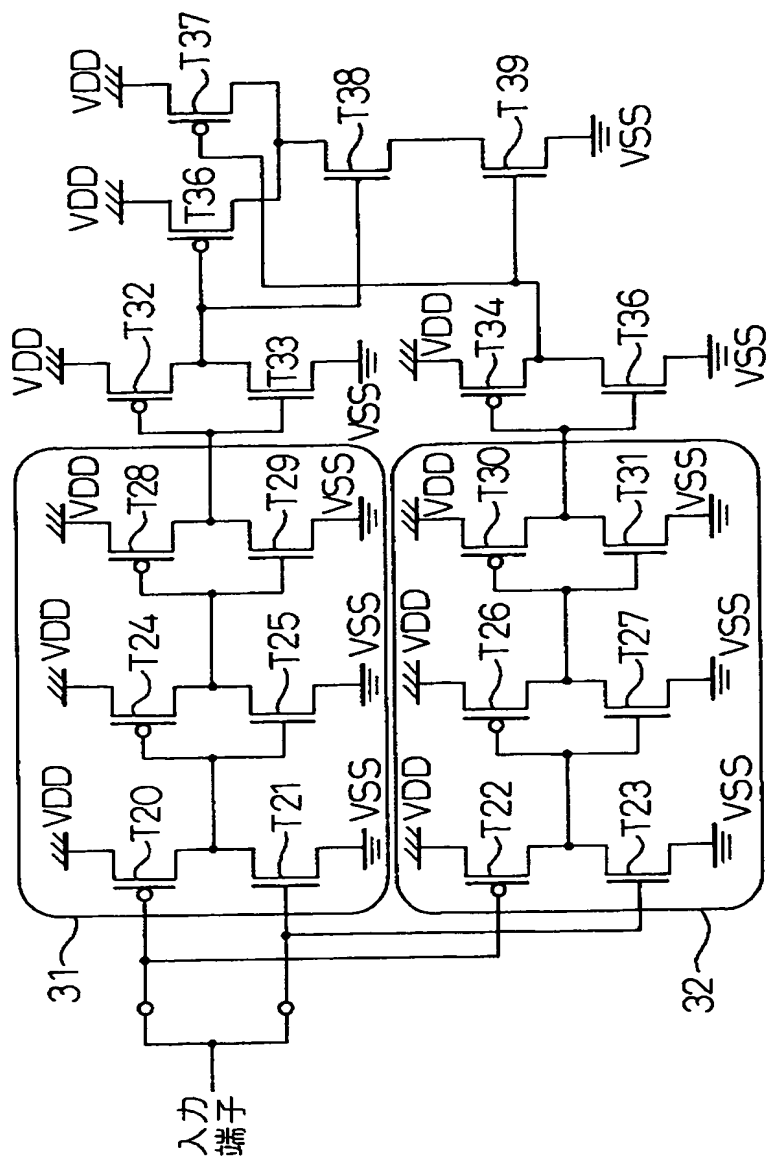 31
VDD
VDD
VDD
VDD
VDD
VDD
T20
T24
T28
T32
T36
T37
入力
端子
T21
T25
T29
T33
T38
VSS
VSS
VSS
VSS
VDD
VDD
VDD
VDD
T22
T26
T30
T34
T39
T23
T27
T31
T36
VSS
32
VSS
VSS
VSS
VSS